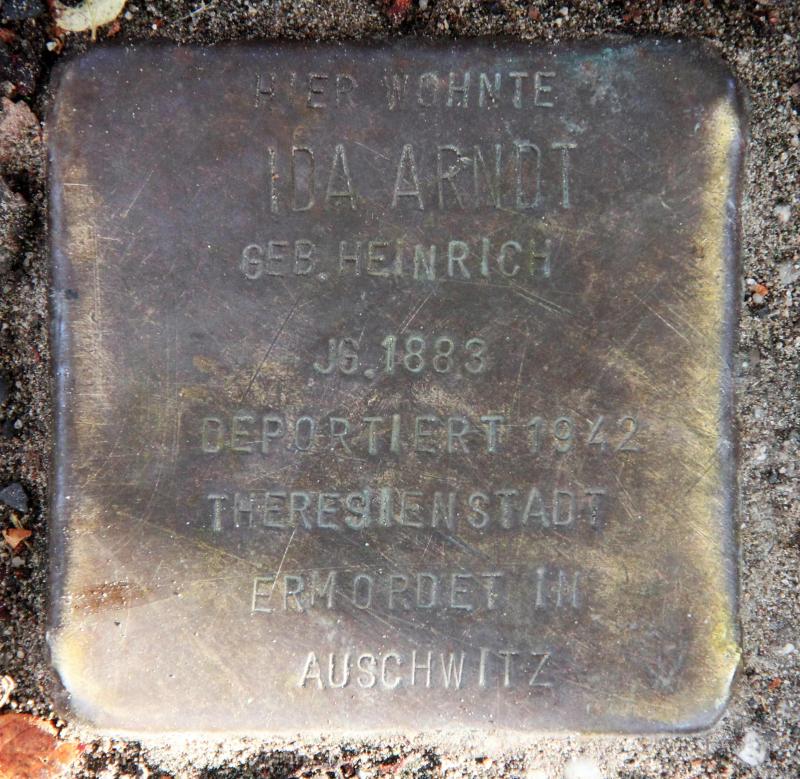 HIER WOHNTE
IDA ARNDT
GEB. HEINRICH
JG. 1883
DEPORTIERT 1942
THERESIENSTADT
ERMORDET IN
AUSCHWITZ